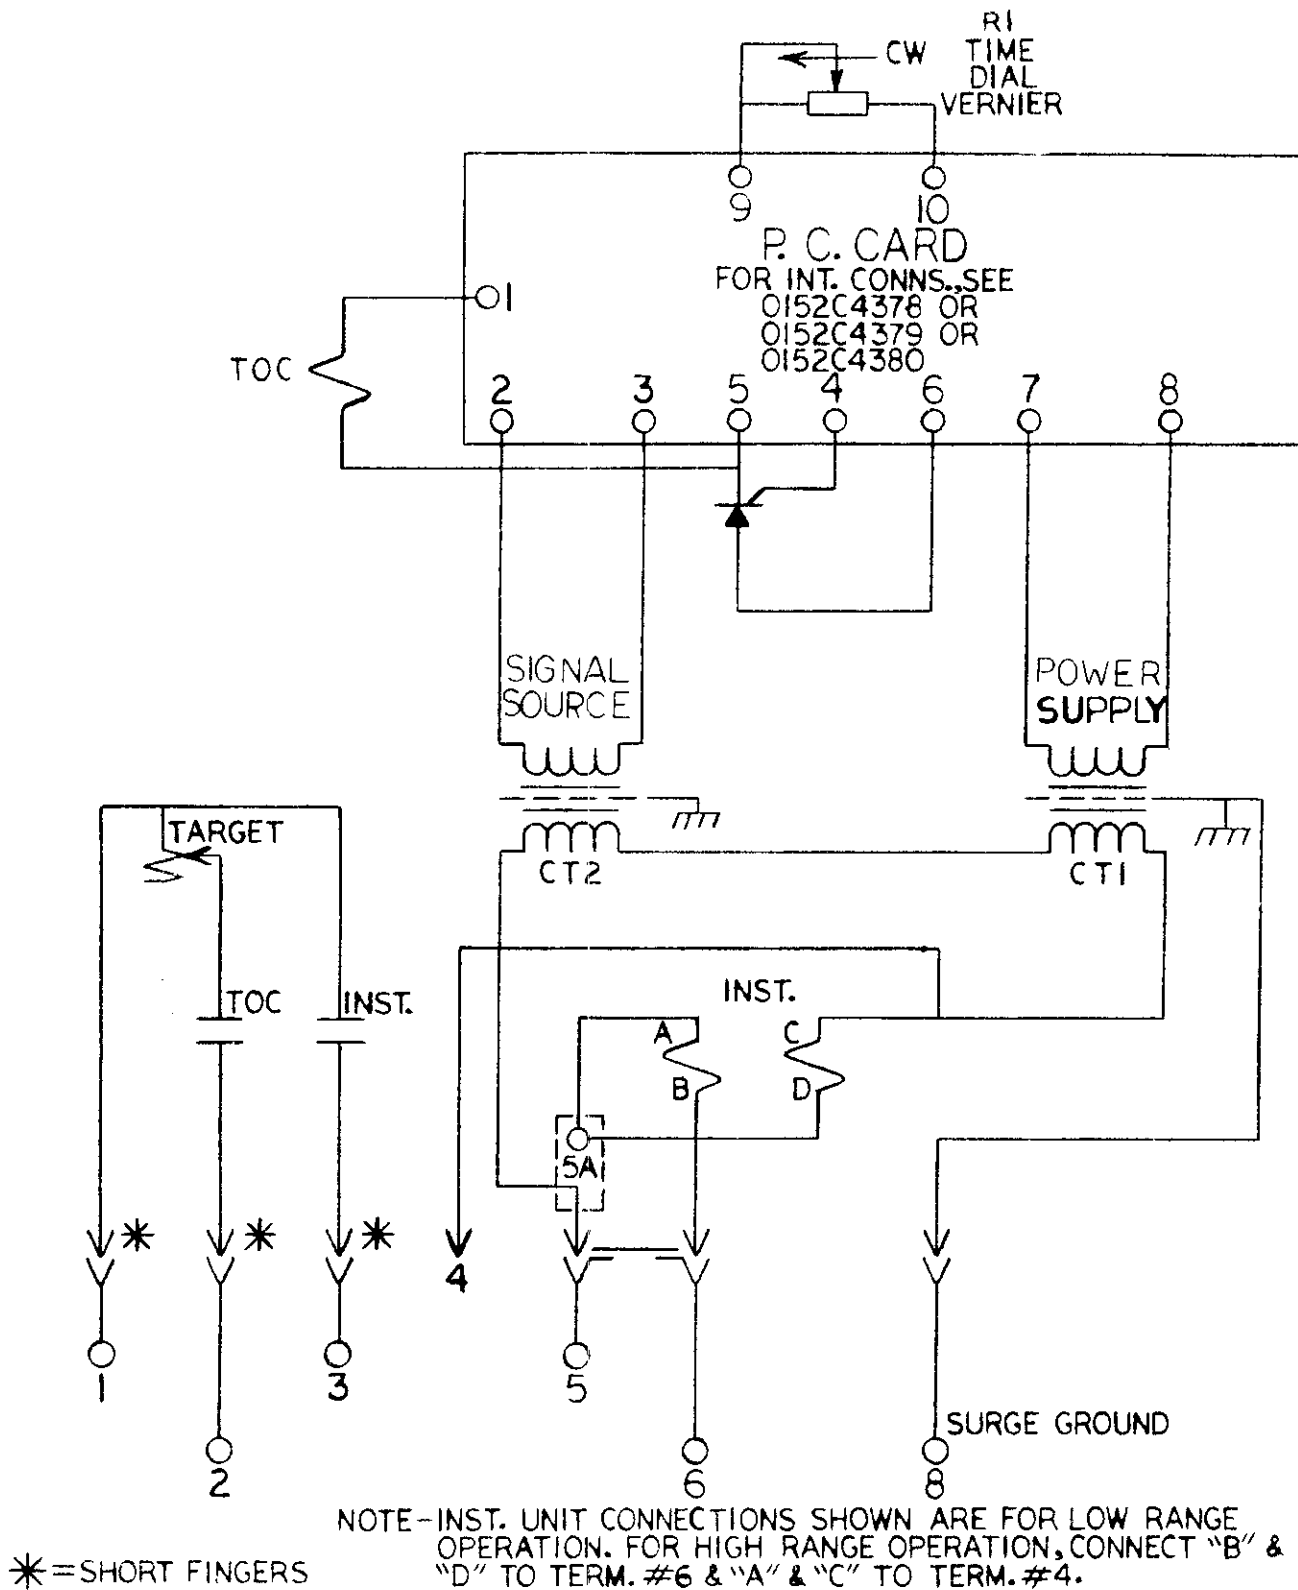 R1
TIME
DIAL
VERNIER
CW
9
10
P. C. CARD
FOR INT. CONNS., SEE
0152C4378 OR
0152C4379 OR
0152C4380
1
TOC
2
3
5
4
6
7
8
SIGNAL
SOURCE
POWER
SUPPLY
TARGET
CT2
CT1
TOC
INST.
INST.
A
C
B
D
5A
*
*
*
4
1
3
5
2
6
8
SURGE GROUND
NOTE-INST. UNIT CONNECTIONS SHOWN ARE FOR LOW RANGE
OPERATION. FOR HIGH RANGE OPERATION, CONNECT "B" &
"D" TO TERM. #6 & "A" & "C" TO TERM. #4.
* = SHORT FINGERS